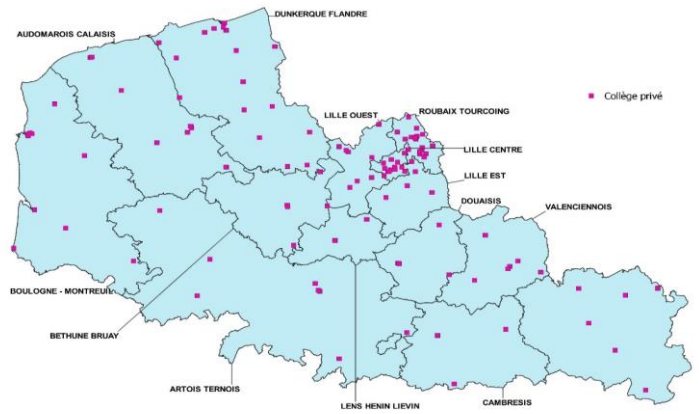 DUNKERQUE FLANDRE
AUDOMAROIS CALAISIS
Collège privé
LILLE OUEST
ROUBAIX TOURCOING
LILLE CENTRE
LILLE EST
DOUAISIS
VALENCIENNOIS
BOULOGNE - MONTREUIL
BETHUNE BRUAY
ARTOIS TERNOIS
LENS HENIN LIEVIN
CAMBRESIS